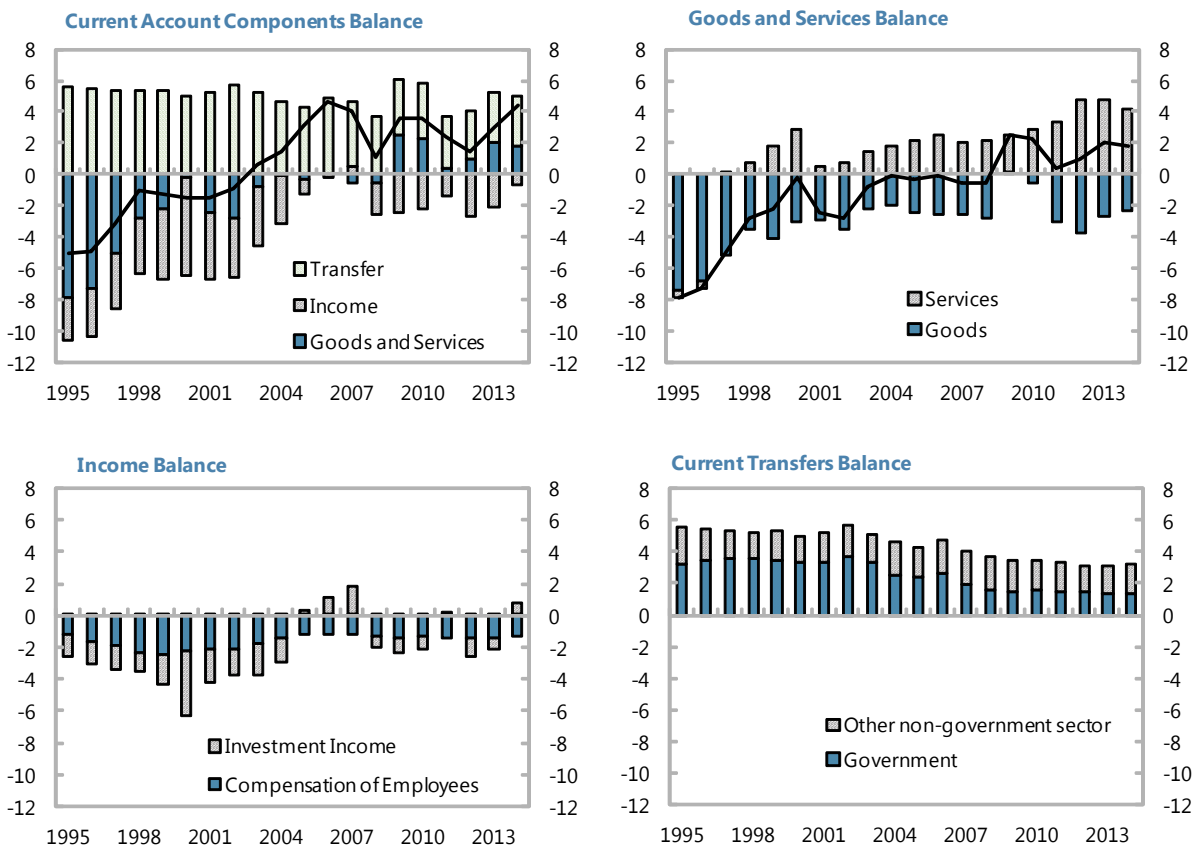 Current Account Components Balance
8 8
6 6
4 4
2 2
0 0
-2 -2
-4 -4
-6 -6
-8 -8
-10 -10
-12 -12
Transfer
Income
Goods and Services
1995 1998 2001 2004 2007 2010 2013
Goods and Services Balance
8 8
6 6
4 4
2 2
0 0
-2 -2
-4 -4
-6 -6
-8 -8
-10 -10
-12 -12
Services
Goods
1995 1998 2001 2004 2007 2010 2013
Income Balance
8 8
6 6
4 4
2 2
0 0
-2 -2
-4 -4
-6 -6
-8 -8
-10 -10
-12 -12
Investment Income
Compensation of Employees
1995 1998 2001 2004 2007 2010 2013
Current Transfers Balance
8 8
6 6
4 4
2 2
0 0
-2 -2
-4 -4
-6 -6
-8 -8
-10 -10
-12 -12
Other non-government sector
Government
1995 1998 2001 2004 2007 2010 2013